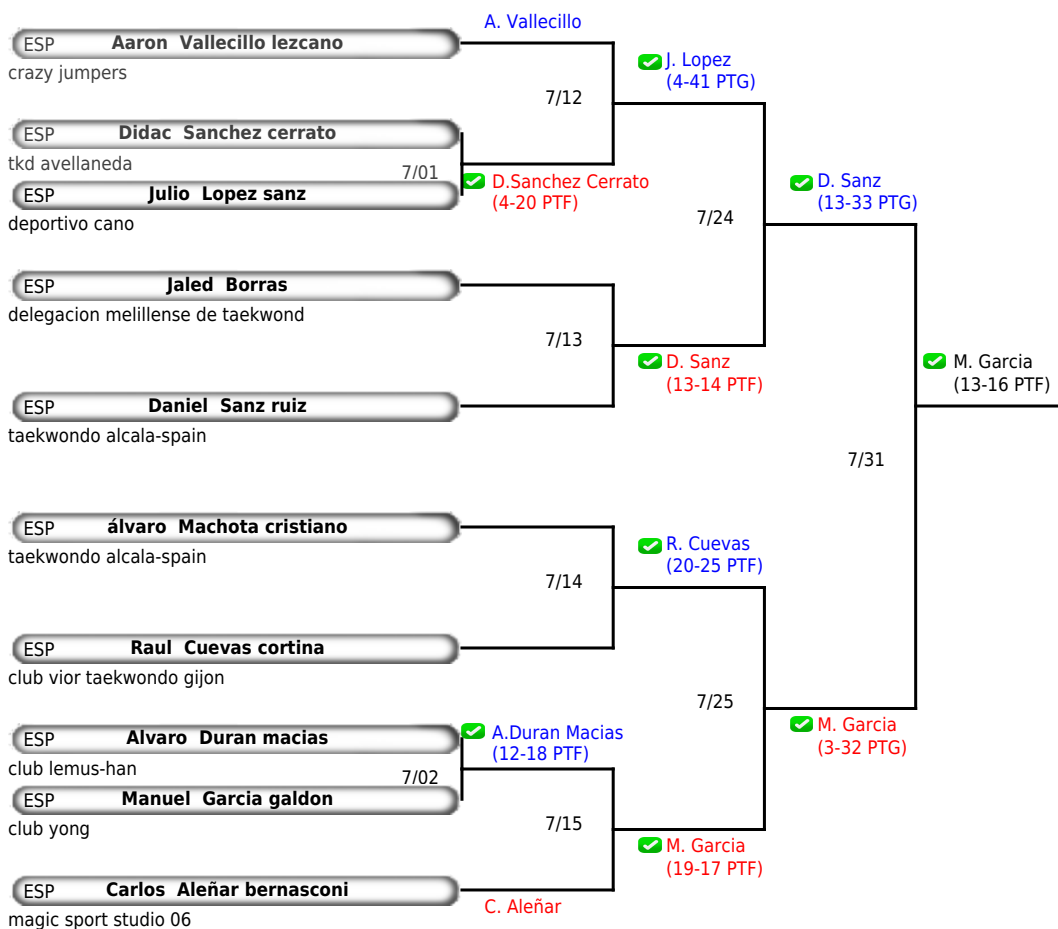 A. Vallecillo
ESP Aaron Vallecillo lezcano
crazy jumpers
J. Lopez
(4-41 PTG)
7/12
ESP Didac Sanchez cerrato
tkd avellaneda
7/01
D.Sanchez Cerrato
(4-20 PTF)
ESP Julio Lopez sanz
deportivo cano
D. Sanz
(13-33 PTG)
7/24
ESP Jaled Borras
delegacion melillense de taekwond
7/13
D. Sanz
(13-14 PTF)
ESP Daniel Sanz ruiz
taekwondo alcala-spain
M. Garcia
(13-16 PTF)
7/31
ESP álvaro Machota cristiano
taekwondo alcala-spain
R. Cuevas
(20-25 PTF)
7/14
ESP Raul Cuevas cortina
club vior taekwondo gijon
7/25
ESP Alvaro Duran macias
club lemus-han
A.Duran Macias
(12-18 PTF)
7/02
M. Garcia
(3-32 PTG)
ESP Manuel Garcia galdon
club yong
7/15
M. Garcia
(19-17 PTF)
ESP Carlos Aleñar bernasconi
magic sport studio 06
C. Aleñar